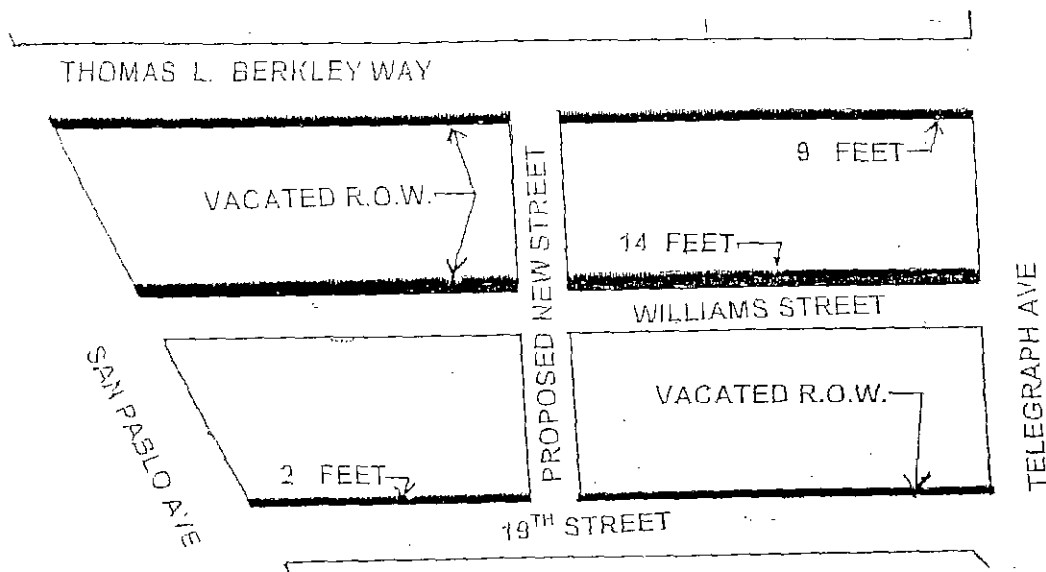 THOMAS L. BERKLEY WAY
9 FEET
VACATED R.O.W.
14 FEET
PROPOSED NEW STREET
WILLIAMS STREET
SAN PABLO AVE
TELEGRAPH AVE
VACATED R.O.W.
2 FEET
19TH STREET